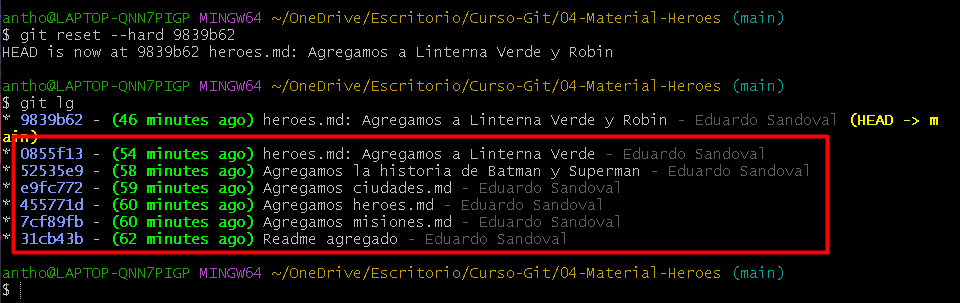 antho@LAPTOP-QNN7PIGP MINGW64 ~/OneDrive/Escritorio/Curso-Git/04-Material-Heroes (main)
$ git reset --hard 9839b62
HEAD is now at 9839b62 heroes.md: Agregamos a Linterna Verde y Robin
antho@LAPTOP-QNN7PIGP MINGW64 ~/OneDrive/Escritorio/Curso-Git/04-Material-Heroes (main)
$ git lg
* 9839b62 - (46 minutes ago) heroes.md: Agregamos a Linterna Verde y Robin - Eduardo Sandoval (HEAD -> m
ain)
* 0855f13 - (54 minutes ago) heroes.md: Agregamos a Linterna Verde - Eduardo Sandoval
* 52535e9 - (58 minutes ago) Agregamos la historia de Batman y Superman - Eduardo Sandoval
* e9fc772 - (59 minutes ago) Agregamos ciudades.md - Eduardo Sandoval
* 455771d - (60 minutes ago) Agregamos heroes.md - Eduardo Sandoval
* 7cf89fb - (60 minutes ago) Agregamos misiones.md - Eduardo Sandoval
* 31cb43b - (62 minutes ago) Readme agregado - Eduardo Sandoval
antho@LAPTOP-QNN7PIGP MINGW64 ~/OneDrive/Escritorio/Curso-Git/04-Material-Heroes (main)
$